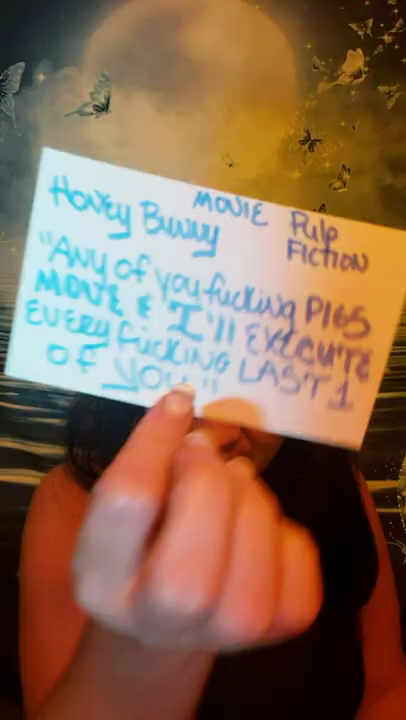 MOVIE Pulp
Honey Bunny FICTION
"Any of you fucking PIGS
MOVE & I'll EXECUTE
EVERY fucking LAST 1
OF YOU"